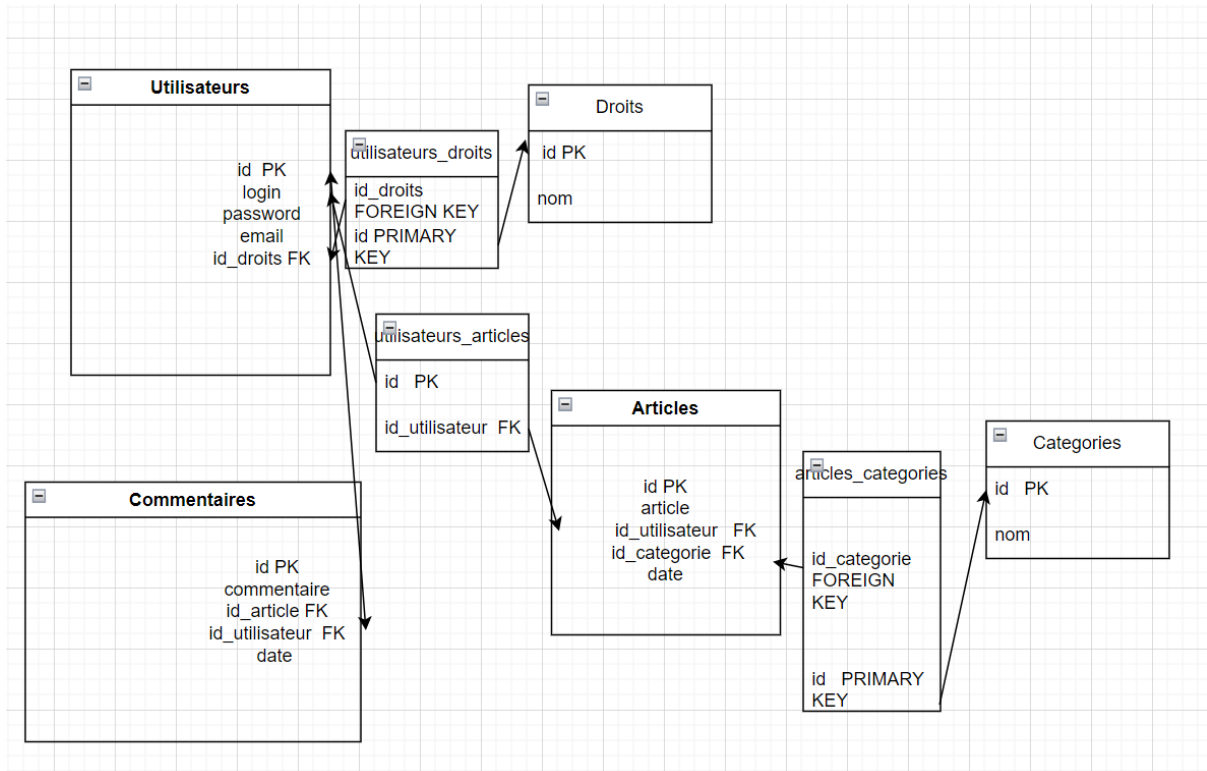 Utilisateurs
id PK
login
password
email
id_droits FK
utilisateurs_droits
id_droits
FOREIGN KEY
id PRIMARY
KEY
Droits
id PK
nom
utilisateurs_articles
id PK
id_utilisateur FK
Articles
id PK
article
id_utilisateur FK
id_categorie FK
date
articles_categories
id_categorie
FOREIGN
KEY
id PRIMARY
KEY
Categories
id PK
nom
Commentaires
id PK
commentaire
id_article FK
id_utilisateur FK
date